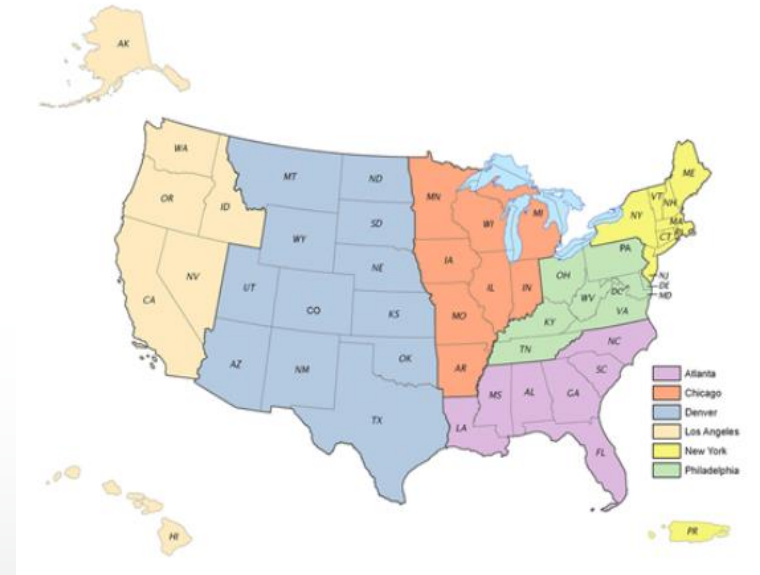 AK
WA
MT
ND
MN
ME
VT
NH
OR
ID
WI
MI
NY
MA
SD
CT
WY
PA
NE
IA
NV
OH
NJ
UT
IL
IN
DE
CA
CO
WV
DC
MD
KS
MO
VA
KY
NC
TN
OK
AZ
NM
AR
SC
Atlanta
MS
AL
GA
Chicago
TX
Denver
LA
Los Angeles
FL
New York
Philadelphia
HI
PR